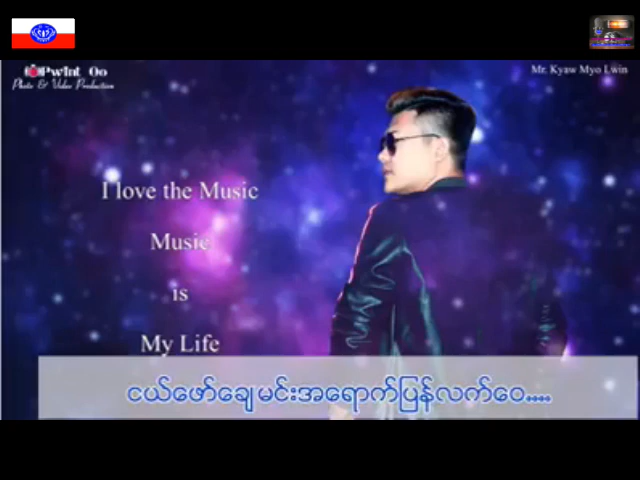 Pwint Oo
Photo & Video Production
Mr. Kyaw Myo Lwin
I love the Music
Music
is
My Life
ငယ်ဖော်ချေမင်းအရောက်ပြန်လက်ဝေ....